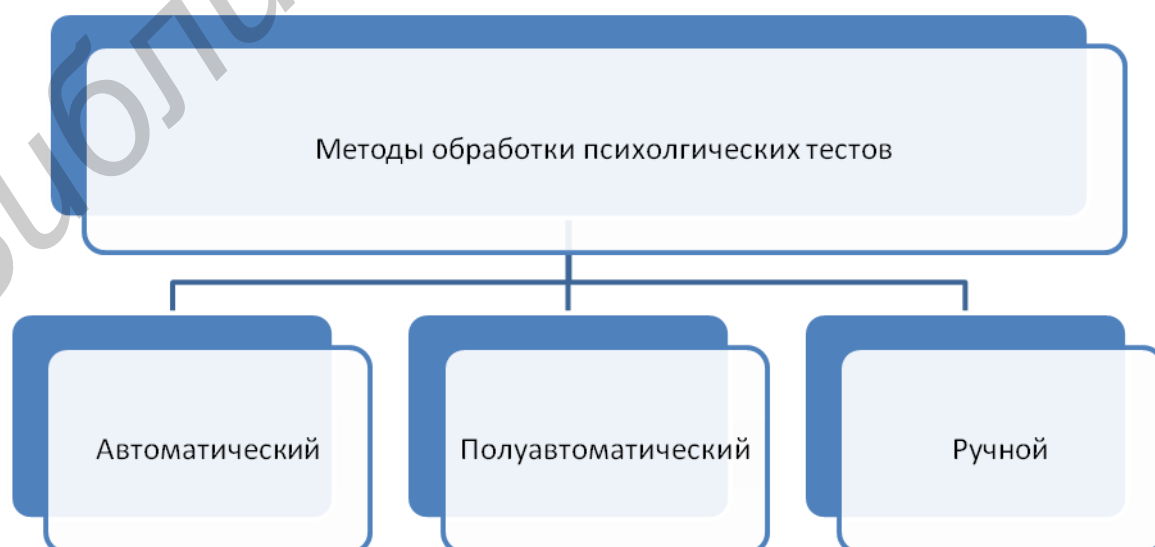 Методы обработки психолгических тестов
Автоматический
Полуавтоматический
Ручной